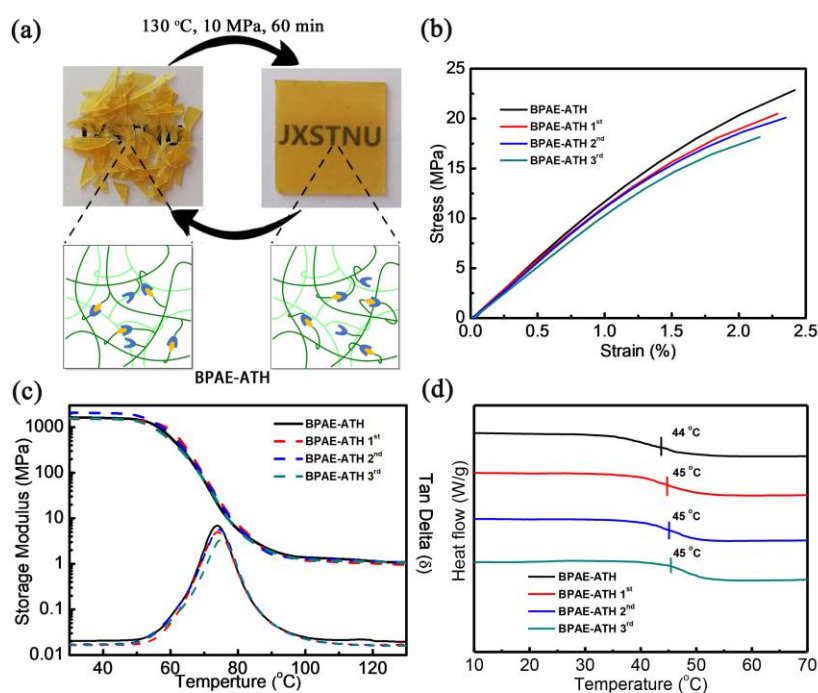 (a)
130 °C, 10 MPa, 60 min
JXSTNU
JXSTNU
BPAE-ATH
(b)
25
20
15
10
5
0
Stress (MPa)
BPAE-ATH
BPAE-ATH 1st
BPAE-ATH 2nd
BPAE-ATH 3rd
0.0 0.5 1.0 1.5 2.0 2.5
Strain (%)
(c)
1000
100
10
1
0.1
0.01
Storage Modulus (MPa)
BPAE-ATH
BPAE-ATH 1st
BPAE-ATH 2nd
BPAE-ATH 3rd
Tan Delta (δ)
40 60 80 100 120
Temperture (°C)
(d)
Heat flow (W/g)
44 °C
45 °C
45 °C
45 °C
BPAE-ATH
BPAE-ATH 1st
BPAE-ATH 2nd
BPAE-ATH 3rd
10 20 30 40 50 60 70
Temperature (°C)